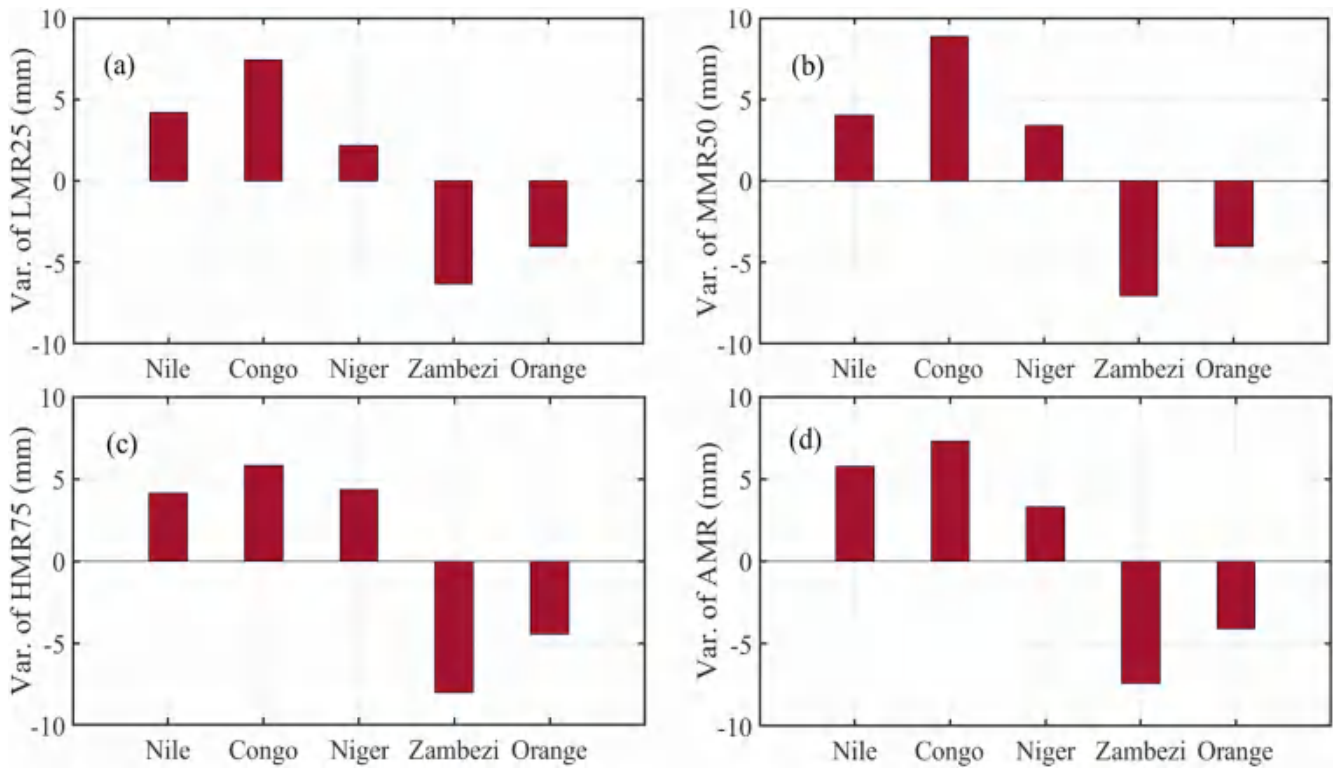 10
5
0
-5
-10
Var. of LMR25 (mm)
(a)
Nile Congo Niger Zambezi Orange
10
5
0
-5
-10
Var. of MMR50 (mm)
(b)
Nile Congo Niger Zambezi Orange
10
5
0
-5
-10
Var. of HMR75 (mm)
(c)
Nile Congo Niger Zambezi Orange
10
5
0
-5
-10
Var. of AMR (mm)
(d)
Nile Congo Niger Zambezi Orange